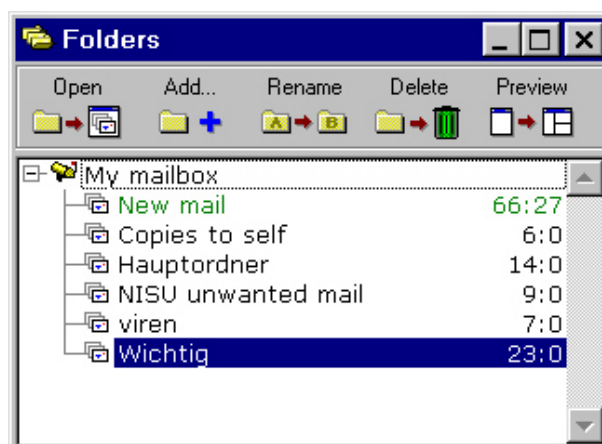 Folders
Open Add... Rename Delete Preview
A B
My mailbox
New mail 66:27
Copies to self 6:0
Hauptordner 14:0
NISU unwanted mail 9:0
viren 7:0
Wichtig 23:0